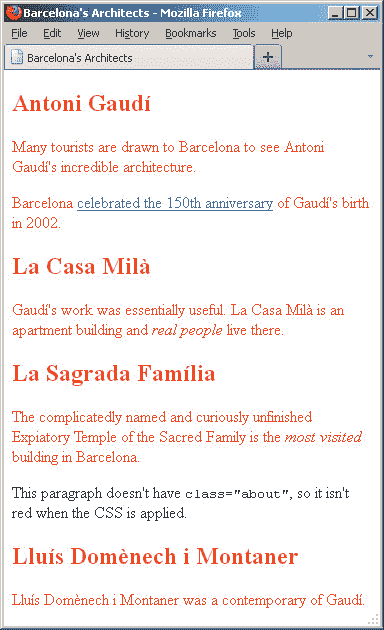 Barcelona's Architects - Mozilla Firefox
File Edit View History Bookmarks Tools Help
Barcelona's Architects
Antoni Gaudí
Many tourists are drawn to Barcelona to see Antoni
Gaudí's incredible architecture.
Barcelona celebrated the 150th anniversary of Gaudí's birth
in 2002.
La Casa Milà
Gaudí's work was essentially useful. La Casa Milà is an
apartment building and real people live there.
La Sagrada Família
The complicatedly named and curiously unfinished
Expiatory Temple of the Sacred Family is the most visited
building in Barcelona.
This paragraph doesn't have class="about", so it isn't
red when the CSS is applied.
Lluís Domènech i Montaner
Lluís Domènech i Montaner was a contemporary of Gaudí.